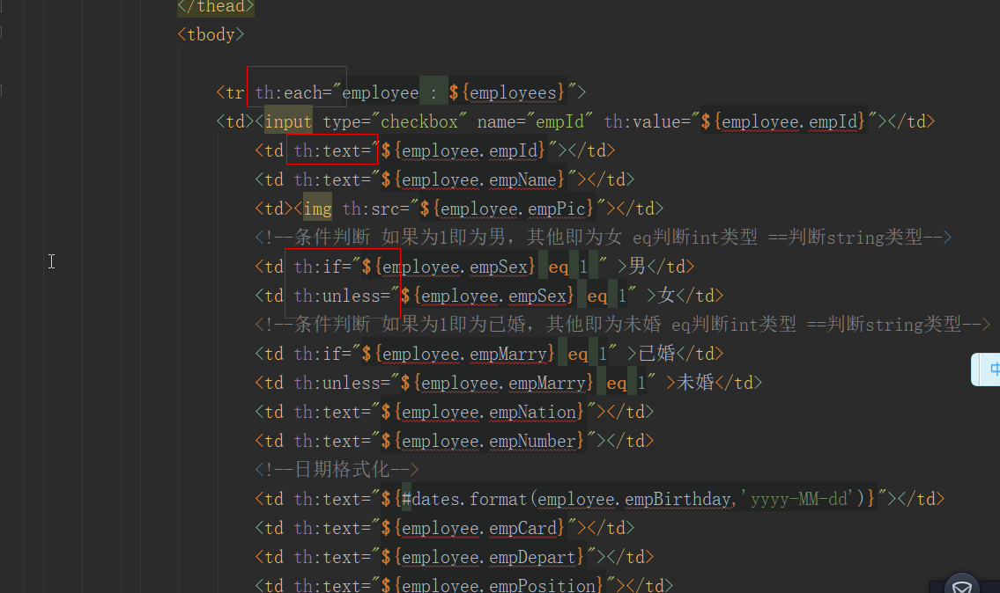 </thead>
<tbody>
<tr th:each="employee : ${employees}">
<td><input type="checkbox" name="empId" th:value="${employee.empId}"></td>
<td th:text="${employee.empId}"></td>
<td th:text="${employee.empName}"></td>
<td><img th:src="${employee.empPic}"></td>
<!--条件判断 如果为1即为男，其他即为女 eq判断int类型 ==判断string类型-->
<td th:if="${employee.empSex} eq 1 " >男</td>
<td th:unless="${employee.empSex} eq 1" >女</td>
<!--条件判断 如果为1即为已婚，其他即为未婚 eq判断int类型 ==判断string类型-->
<td th:if="${employee.empMarry} eq 1" >已婚</td>
<td th:unless="${employee.empMarry} eq 1" >未婚</td>
<td th:text="${employee.empNation}"></td>
<td th:text="${employee.empNumber}"></td>
<!--日期格式化-->
<td th:text="${#dates.format(employee.empBirthday,'yyyy-MM-dd')}"></td>
<td th:text="${employee.empCard}"></td>
<td th:text="${employee.empDepart}"></td>
<td th:text="${employee.empPosition}"></td>